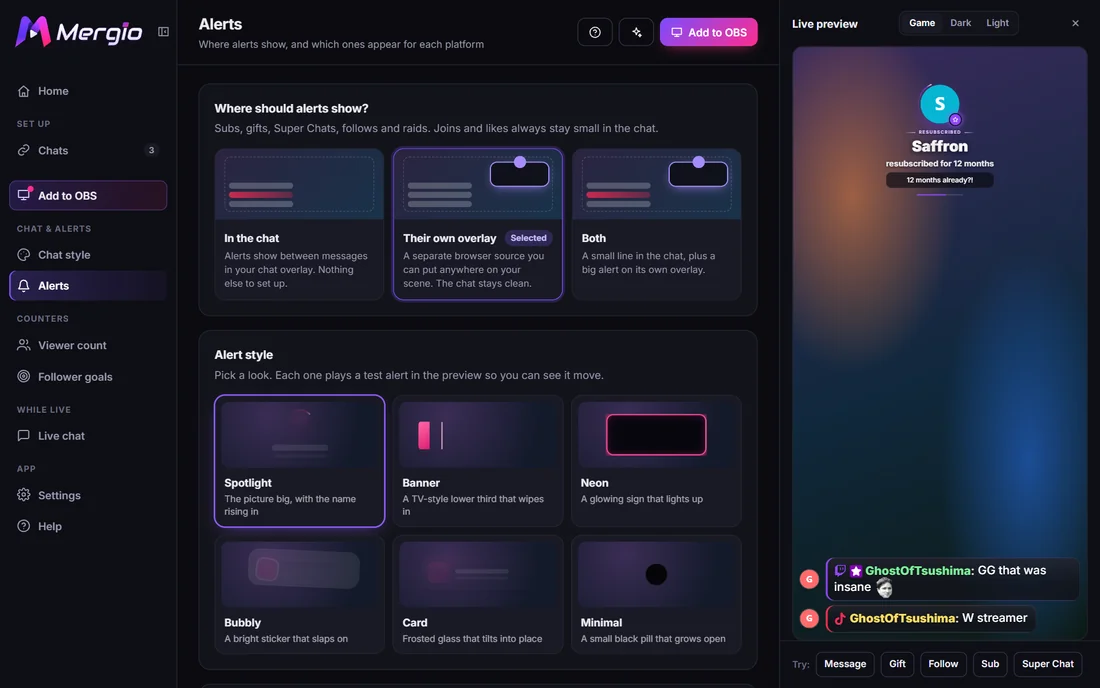 Mergio
Home
SET UP
Chats
3
Add to OBS
CHAT & ALERTS
Chat style
Alerts
COUNTERS
Viewer count
Follower goals
WHILE LIVE
Live chat
APP
Settings
Help
Alerts
Where alerts show, and which ones appear for each platform
Add to OBS
Where should alerts show?
Subs, gifts, Super Chats, follows and raids. Joins and likes always stay small in the chat.
In the chat
Alerts show between messages
in your chat overlay. Nothing
else to set up.
Their own overlay Selected
A separate browser source you
can put anywhere on your
scene. The chat stays clean.
Both
A small line in the chat, plus a
big alert on its own overlay.
Alert style
Pick a look. Each one plays a test alert in the preview so you can see it move.
Spotlight
The picture big, with the name
rising in
Banner
A TV-style lower third that wipes
in
Neon
A glowing sign that lights up
Bubbly
A bright sticker that slaps on
Card
Frosted glass that tilts into place
Minimal
A small black pill that grows open
Live preview
Game Dark Light
S
RESUBSCRIBED
Saffron
resubscribed for 12 months
12 months already?!
G
GhostOfTsushima: GG that was
insane
G
GhostOfTsushima: W streamer
Try: Message Gift Follow Sub Super Chat